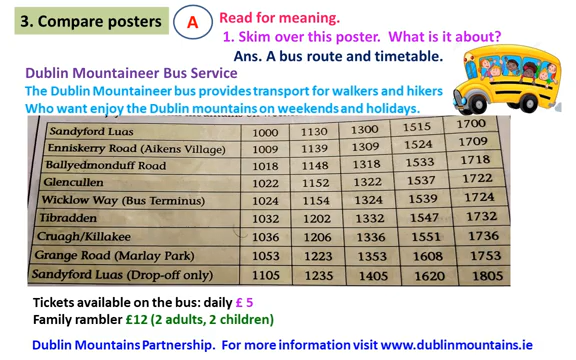 3. Compare posters
A
Read for meaning.
1. Skim over this poster. What is it about?
Ans. A bus route and timetable.
Dublin Mountaineer Bus Service
The Dublin Mountaineer bus provides transport for walkers and hikers
Who want enjoy the Dublin mountains on weekends and holidays.
Sandyford Luas 1000 1130 1300 1515 1700
Enniskerry Road (Aikens Village) 1009 1139 1309 1524 1709
Ballyedmonduff Road 1018 1148 1318 1533 1718
Glencullen 1022 1152 1322 1537 1722
Wicklow Way (Bus Terminus) 1024 1154 1324 1539 1724
Tibradden 1032 1202 1332 1547 1732
Cruagh/Killakee 1036 1206 1336 1551 1736
Grange Road (Marlay Park) 1053 1223 1353 1608 1753
Sandyford Luas (Drop-off only) 1105 1235 1405 1620 1805
Tickets available on the bus: daily £ 5
Family rambler £12 (2 adults, 2 children)
Dublin Mountains Partnership. For more information visit www.dublinmountains.ie